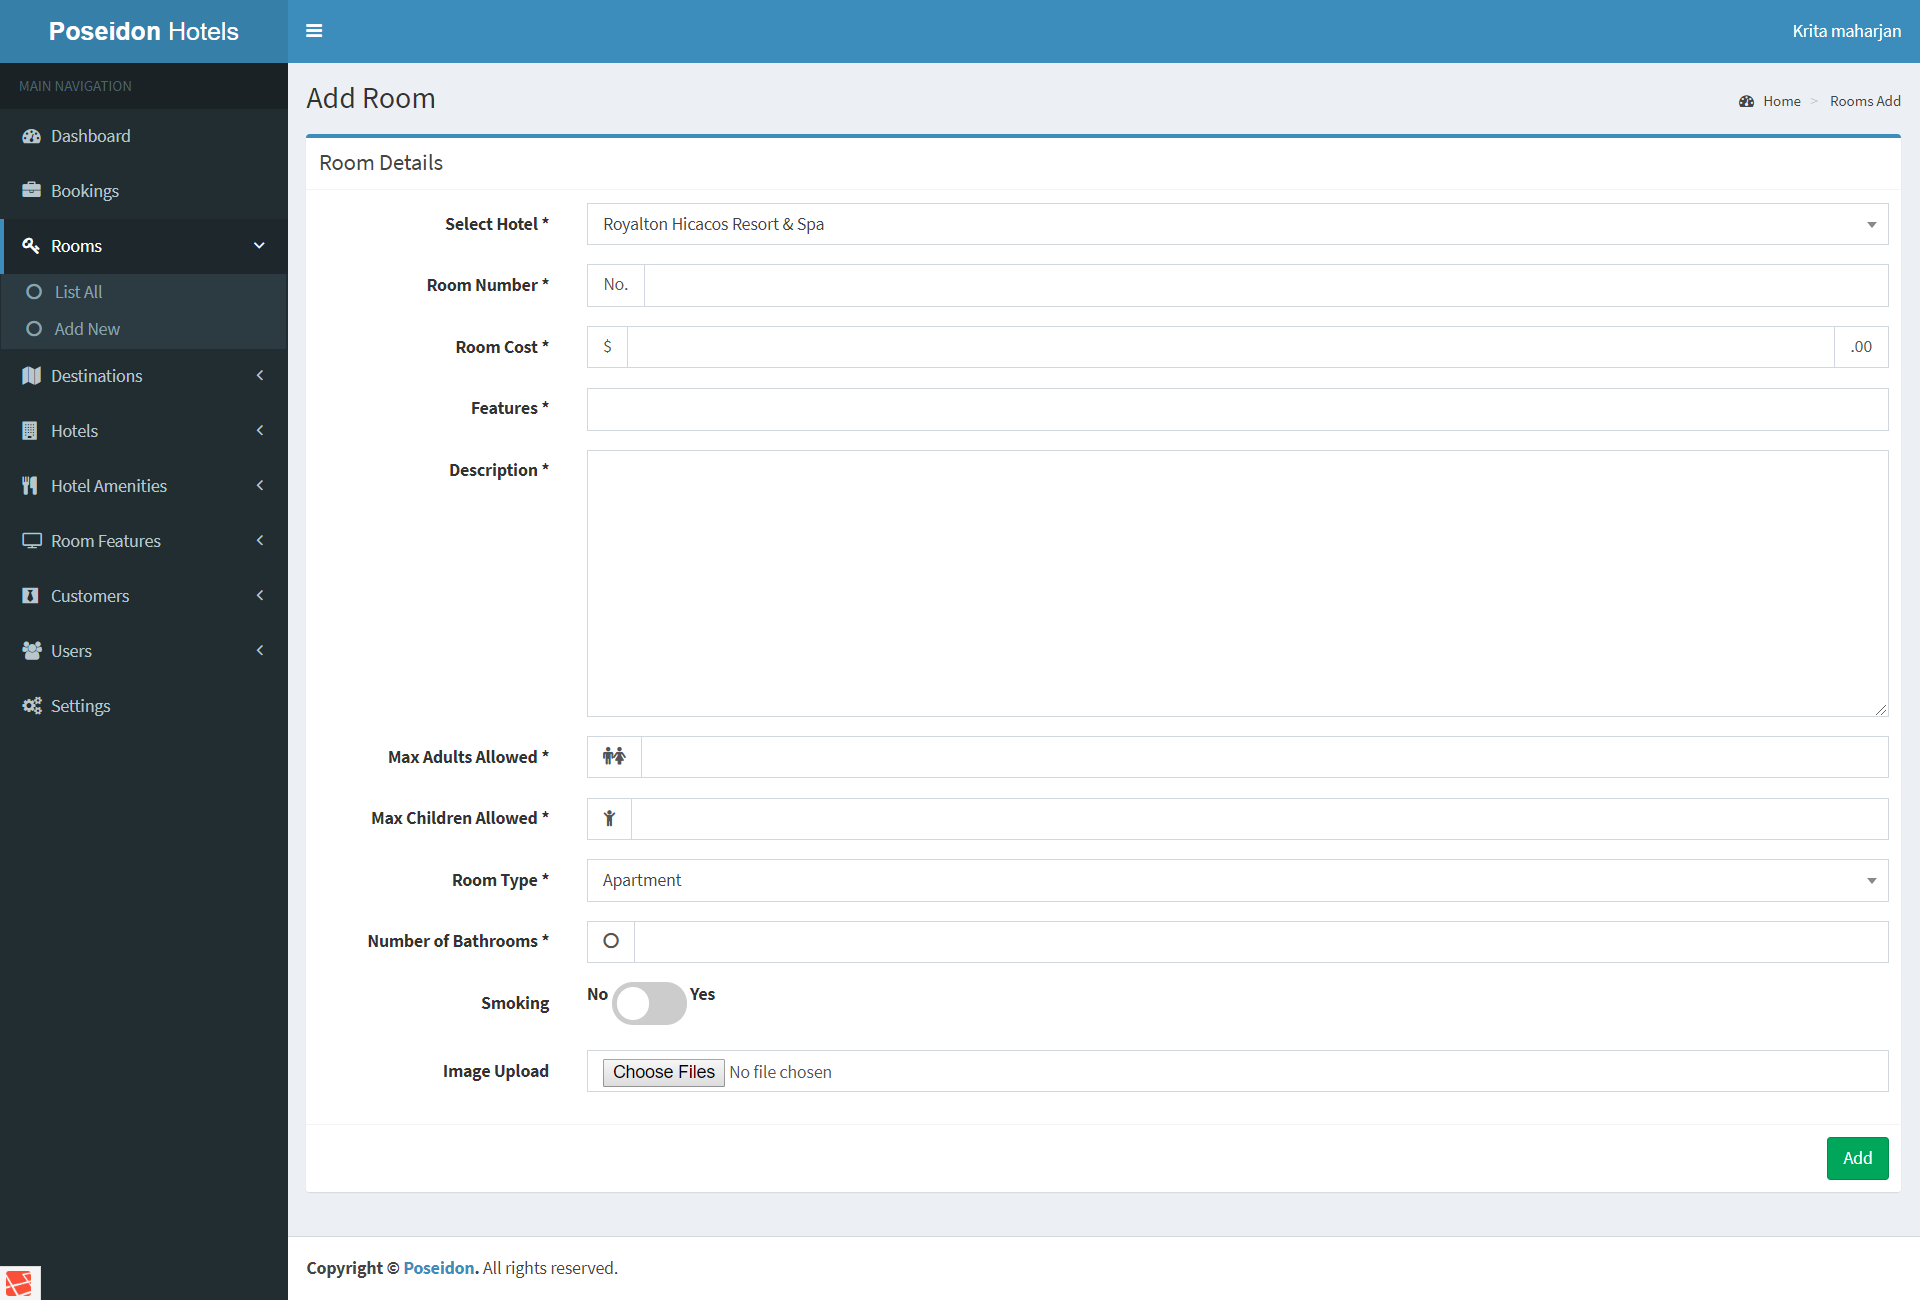 Poseidon Hotels
Krita maharjan
MAIN NAVIGATION
Dashboard
Bookings
Rooms
List All
Add New
Destinations
Hotels
Hotel Amenities
Room Features
Customers
Users
Settings
Add Room
Home > Rooms Add
Room Details
Select Hotel * Royalton Hicacos Resort & Spa
Room Number * No.
Room Cost * $ .00
Features *
Description *
Max Adults Allowed *
Max Children Allowed *
Room Type * Apartment
Number of Bathrooms *
Smoking No Yes
Image Upload Choose Files No file chosen
Add
Copyright © Poseidon. All rights reserved.